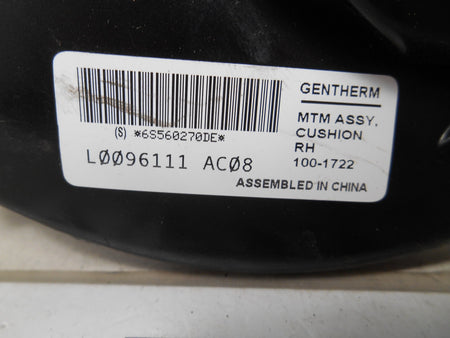 (S) *6S560270DE*
L0096111 AC08
GENTHERM
MTM ASSY,
CUSHION
RH
100-1722
ASSEMBLED IN CHINA